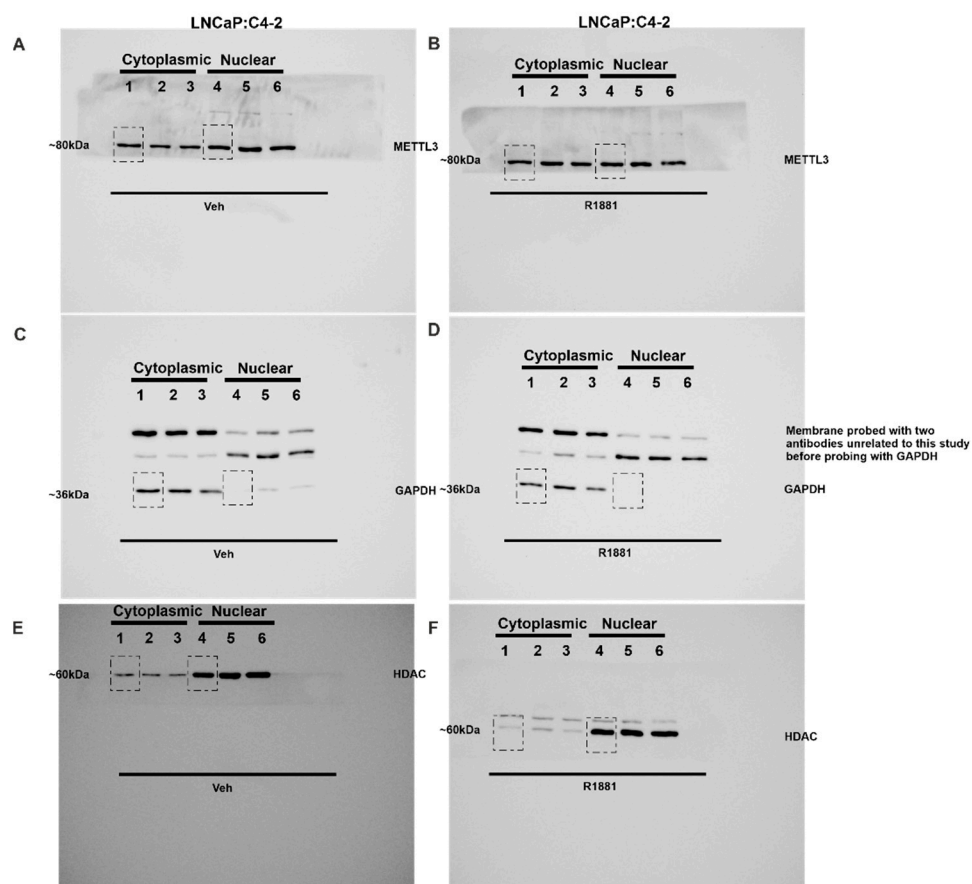 LNCaP:C4-2
A
Cytoplasmic Nuclear
1 2 3 4 5 6
~80kDa
METTL3
Veh
LNCaP:C4-2
B
Cytoplasmic Nuclear
1 2 3 4 5 6
~80kDa
METTL3
R1881
C
Cytoplasmic Nuclear
1 2 3 4 5 6
~36kDa
GAPDH
Veh
D
Cytoplasmic Nuclear
1 2 3 4 5 6
Membrane probed with two
antibodies unrelated to this study
before probing with GAPDH
~36kDa
GAPDH
R1881
E
Cytoplasmic Nuclear
1 2 3 4 5 6
~60kDa
HDAC
Veh
F
Cytoplasmic Nuclear
1 2 3 4 5 6
~60kDa
HDAC
R1881